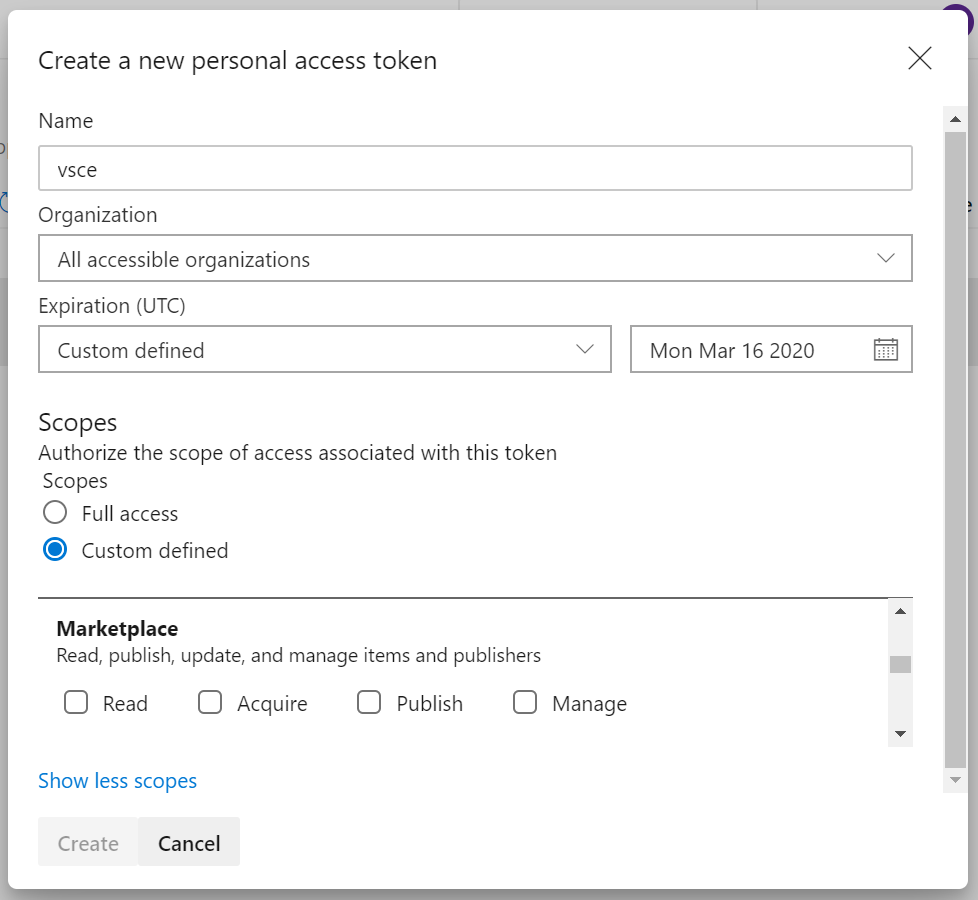 Create a new personal access token
Name
vsce
Organization
All accessible organizations
Expiration (UTC)
Custom defined
Mon Mar 16 2020
Scopes
Authorize the scope of access associated with this token
Scopes
Full access
Custom defined
Marketplace
Read, publish, update, and manage items and publishers
Read Acquire Publish Manage
Show less scopes
Create Cancel